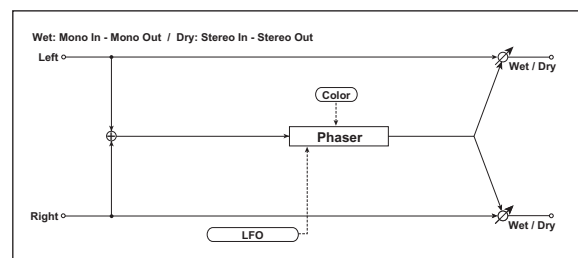 Wet: Mono In - Mono Out / Dry: Stereo In - Stereo Out
Left
Wet / Dry
Color
Phaser
Right
Wet / Dry
LFO